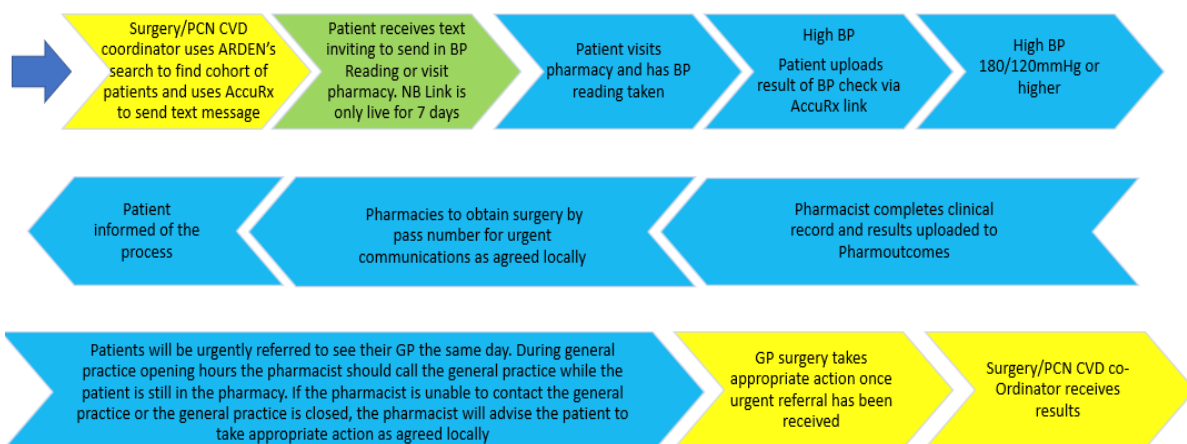 Surgery/PCN CVD
coordinator uses ARDEN's
search to find cohort of
patients and uses AccuRx
to send text message
Patient receives text
inviting to send in BP
Reading or visit
pharmacy. NB Link is
only live for 7 days
Patient visits
pharmacy and has BP
reading taken
High BP
Patient uploads
result of BP check via
AccuRx link
High BP
180/120mmHg or
higher
Pharmacist completes clinical
record and results uploaded to
Pharmoutcomes
Pharmacies to obtain surgery by
pass number for urgent
communications as agreed locally
Patient
informed of the
process
Patients will be urgently referred to see their GP the same day. During general
practice opening hours the pharmacist should call the general practice while the
patient is still in the pharmacy. If the pharmacist is unable to contact the general
practice or the general practice is closed, the pharmacist will advise the patient to
take appropriate action as agreed locally
GP surgery takes
appropriate action once
urgent referral has been
received
Surgery/PCN CVD co-
Ordinator receives
results